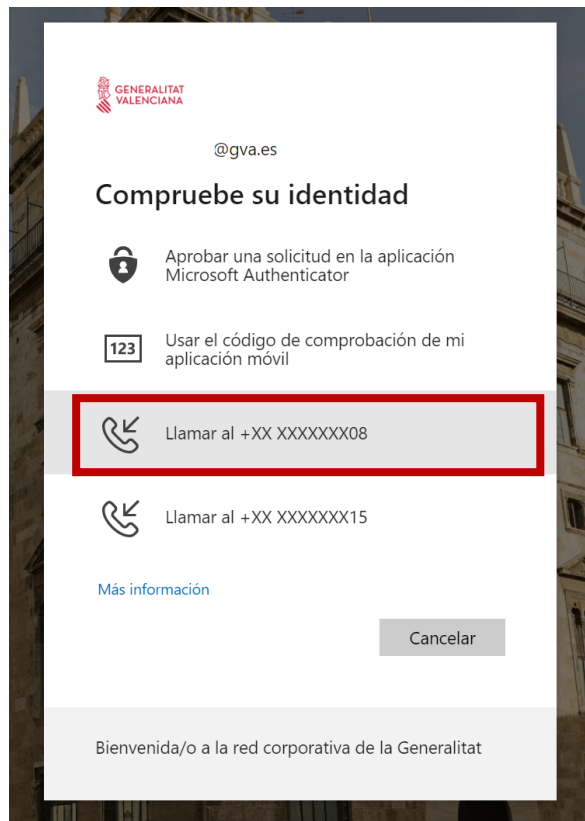 GENERALITAT
VALENCIANA
@gva.es
Compruebe su identidad
Aprobar una solicitud en la aplicación
Microsoft Authenticator
123
Usar el código de comprobación de mi
aplicación móvil
Llamar al +XX XXXXXXX08
Llamar al +XX XXXXXXX15
Más información
Cancelar
Bienvenida/o a la red corporativa de la Generalitat